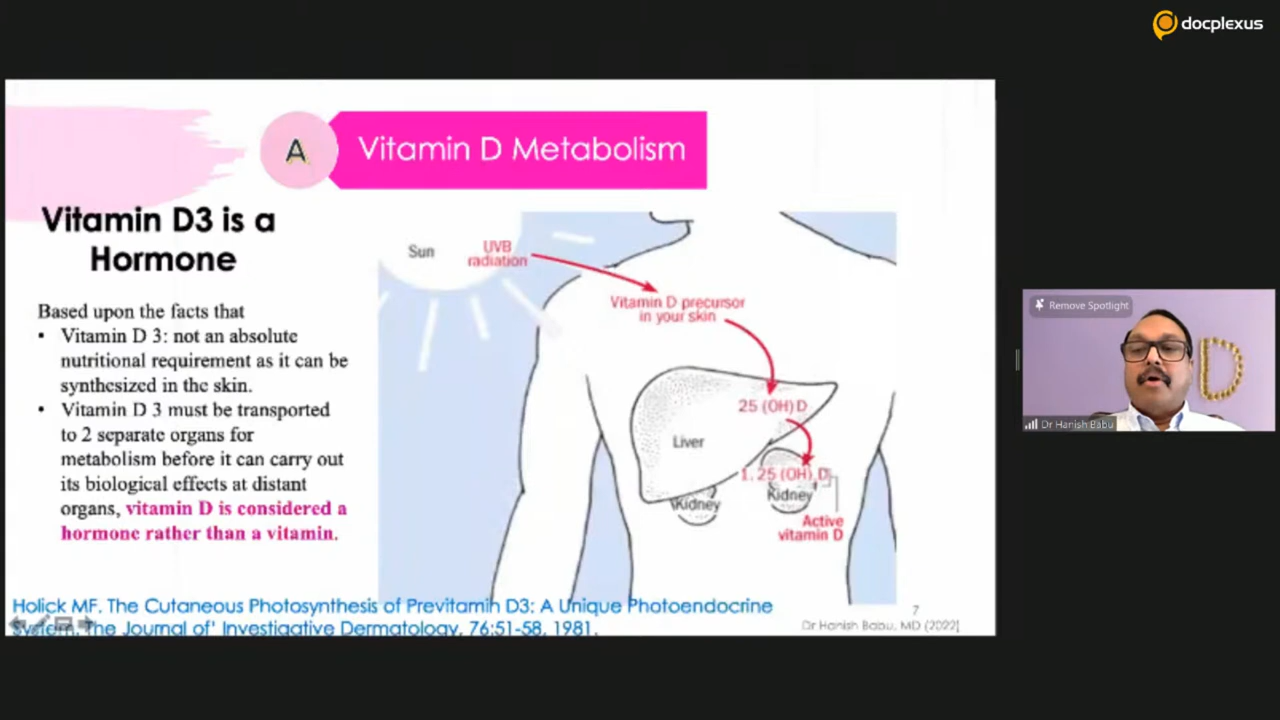 docplexus
A
Vitamin D Metabolism
Vitamin D3 is a
Hormone
Based upon the facts that
• Vitamin D 3: not an absolute
nutritional requirement as it can be
synthesized in the skin.
• Vitamin D 3 must be transported
to 2 separate organs for
metabolism before it can carry out
its biological effects at distant
organs, vitamin D is considered a
hormone rather than a vitamin.
Sun
UVB
radiation
Vitamin D precursor
in your skin
25 (OH) D
Liver
1, 25 (OH) D
Kidney
Kidney
Active
vitamin D
Holick MF. The Cutaneous Photosynthesis of Previtamin D3: A Unique Photoendocrine
System. The Journal of' Investigative Dermatology, 76:51-58, 1981.
7
Dr Hanish Babu, MD (2022)
Remove Spotlight
D
Dr Hanish Babu